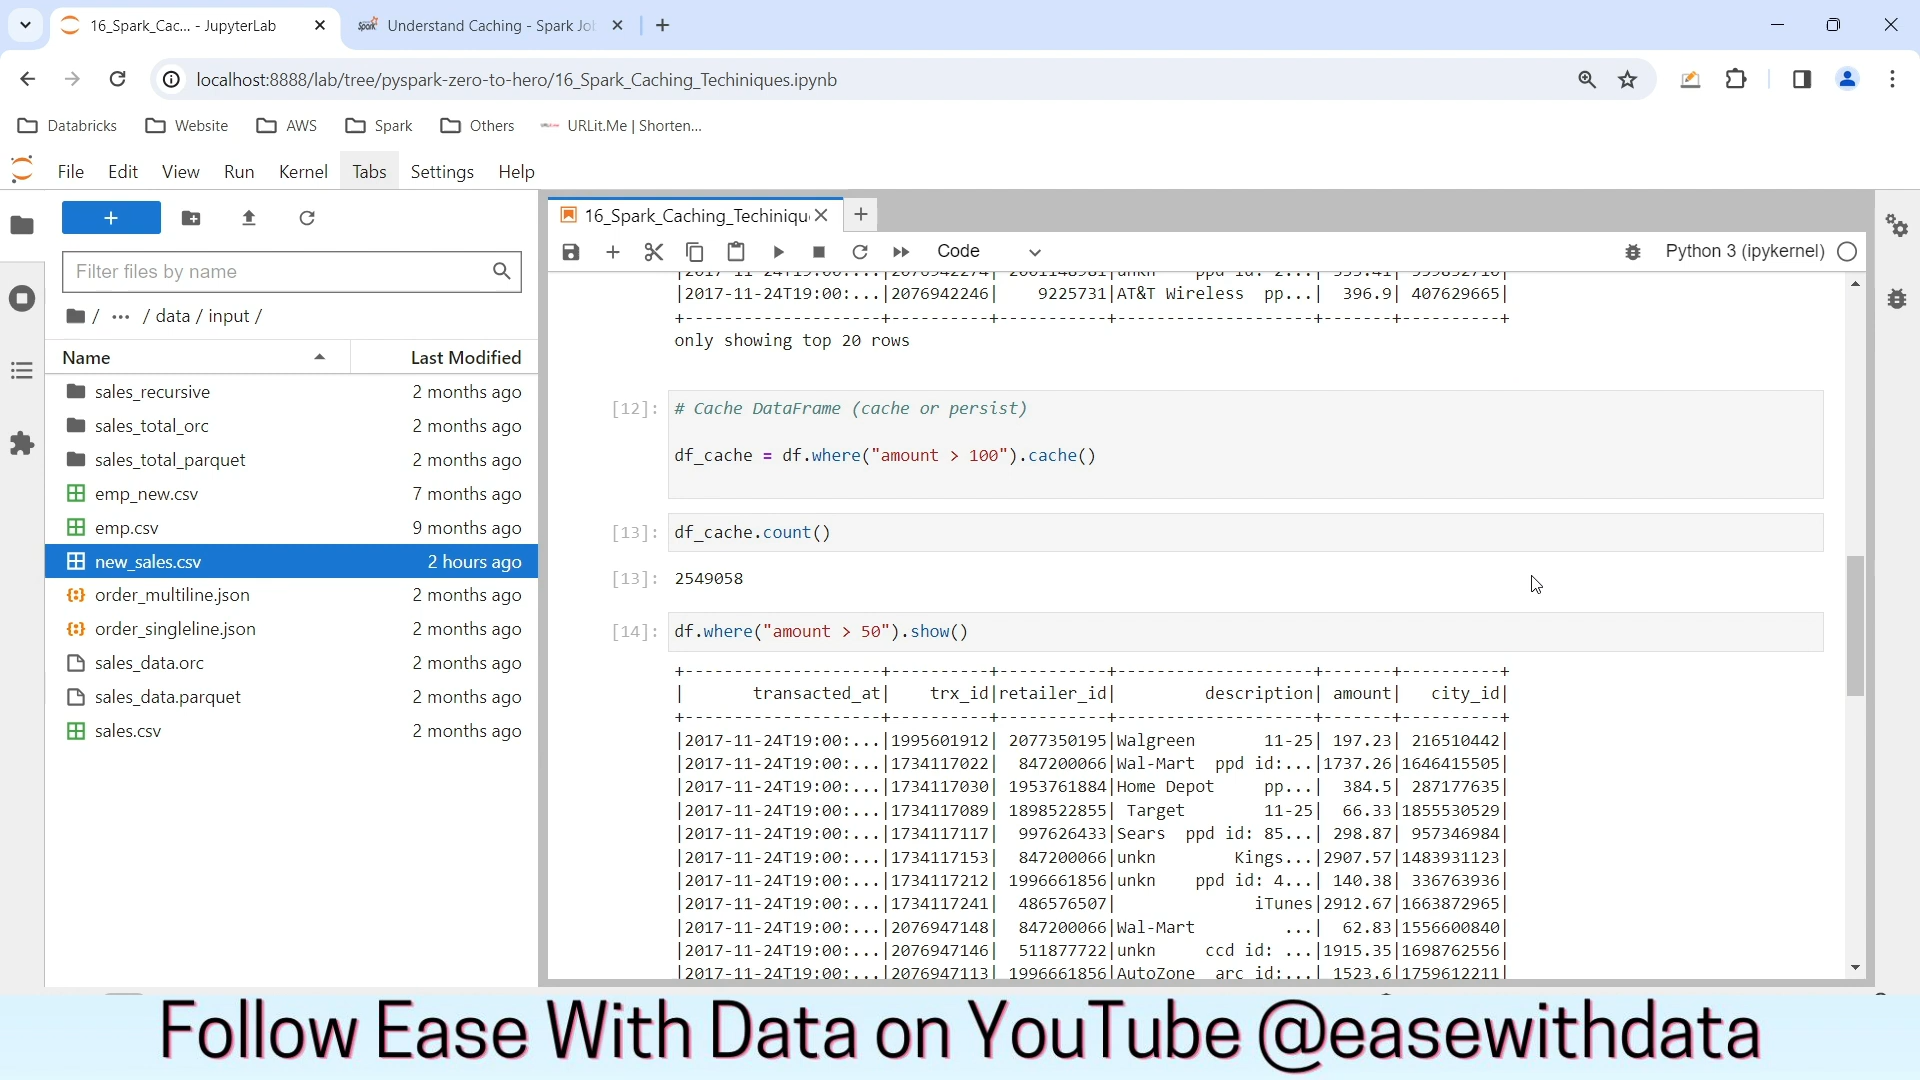 16_Spark_Cac... - JupyterLab
Understand Caching - Spark Jo
localhost:8888/lab/tree/pyspark-zero-to-hero/16_Spark_Caching_Techiniques.ipynb
Databricks Website AWS Spark Others URLit.Me | Shorten...
File Edit View Run Kernel Tabs Settings Help
16_Spark_Caching_Techiniqu
Code
Python 3 (ipykernel)
Filter files by name
/ ... / data / input /
Name Last Modified
sales_recursive 2 months ago
sales_total_orc 2 months ago
sales_total_parquet 2 months ago
emp_new.csv 7 months ago
emp.csv 9 months ago
new_sales.csv 2 hours ago
order_multiline.json 2 months ago
order_singleline.json 2 months ago
sales_data.orc 2 months ago
sales_data.parquet 2 months ago
sales.csv 2 months ago
|2017-11-24T19:00:...|2076942246| 9225731|AT&T Wireless pp...| 396.9| 407629665|
+--------------------+----------+-----------+--------------------+-------+----------+
only showing top 20 rows
[12]: # Cache DataFrame (cache or persist)
df_cache = df.where("amount > 100").cache()
[13]: df_cache.count()
[13]: 2549058
[14]: df.where("amount > 50").show()
+--------------------+----------+-----------+--------------------+-------+----------+
| transacted_at| trx_id|retailer_id| description| amount| city_id|
+--------------------+----------+-----------+--------------------+-------+----------+
|2017-11-24T19:00:...|1995601912| 2077350195|Walgreen 11-25| 197.23| 216510442|
|2017-11-24T19:00:...|1734117022| 847200066|Wal-Mart ppd id:...|1737.26|1646415505|
|2017-11-24T19:00:...|1734117030| 1953761884|Home Depot pp...| 384.5| 287177635|
|2017-11-24T19:00:...|1734117089| 1898522855| Target 11-25| 66.33|1855530529|
|2017-11-24T19:00:...|1734117117| 997626433|Sears ppd id: 85...| 298.87| 957346984|
|2017-11-24T19:00:...|1734117153| 847200066|unkn Kings...|2907.57|1483931123|
|2017-11-24T19:00:...|1734117212| 1996661856|unkn ppd id: 4...| 140.38| 336763936|
|2017-11-24T19:00:...|1734117241| 486576507| iTunes|2912.67|1663872965|
|2017-11-24T19:00:...|2076947148| 847200066|Wal-Mart ...| 62.83|1556600840|
|2017-11-24T19:00:...|2076947146| 511877722|unkn ccd id: ...|1915.35|1698762556|
|2017-11-24T19:00:...|2076947113| 1996661856|AutoZone arc id:...| 1523.6|1759612211|
Follow Ease With Data on YouTube @easewithdata